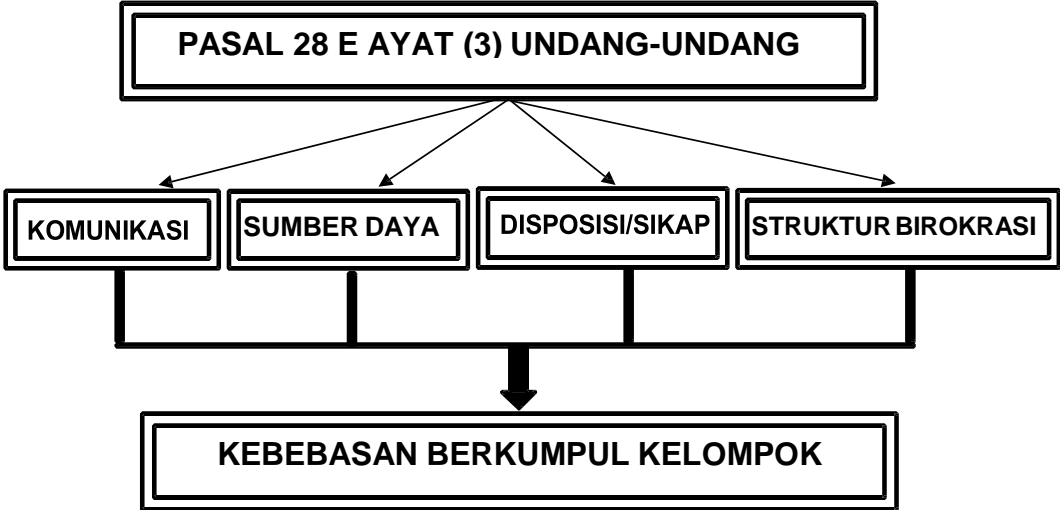 PASAL 28 E AYAT (3) UNDANG-UNDANG
KOMUNIKASI
SUMBER DAYA
DISPOSISI/SIKAP
STRUKTUR BIROKRASI
KEBEBASAN BERKUMPUL KELOMPOK